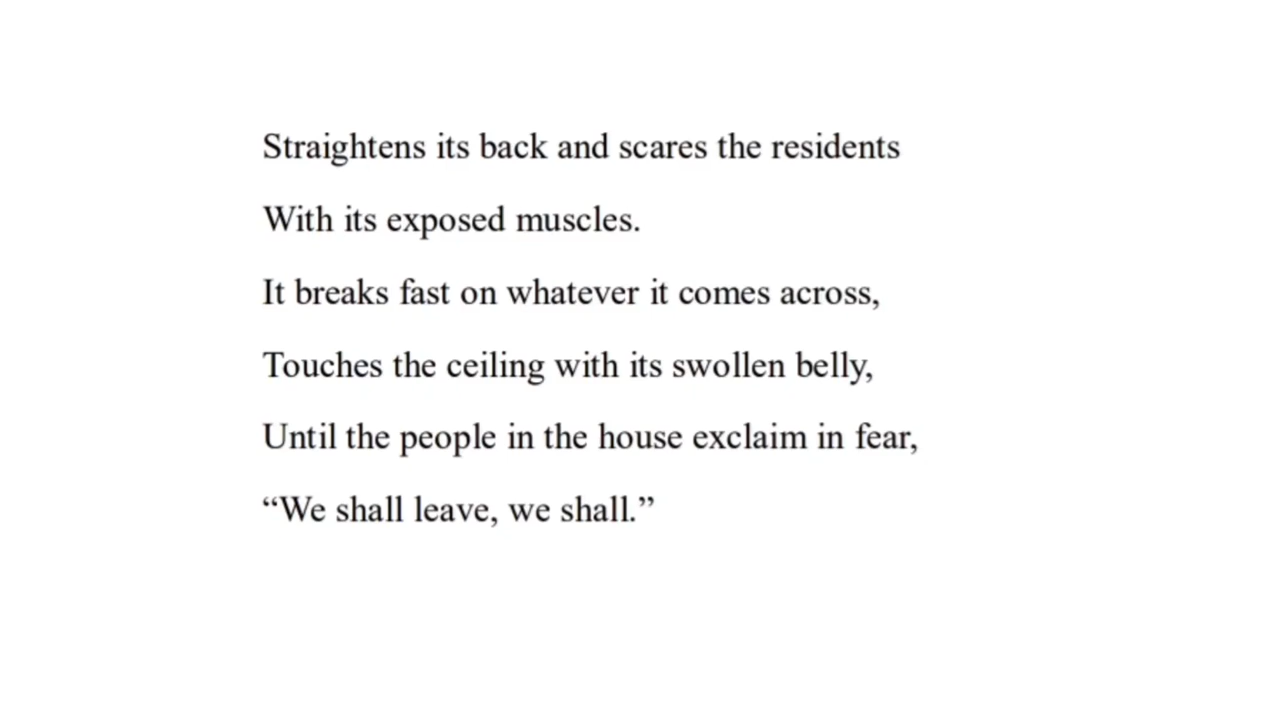 Straightens its back and scares the residents
With its exposed muscles.
It breaks fast on whatever it comes across,
Touches the ceiling with its swollen belly,
Until the people in the house exclaim in fear,
“We shall leave, we shall.”